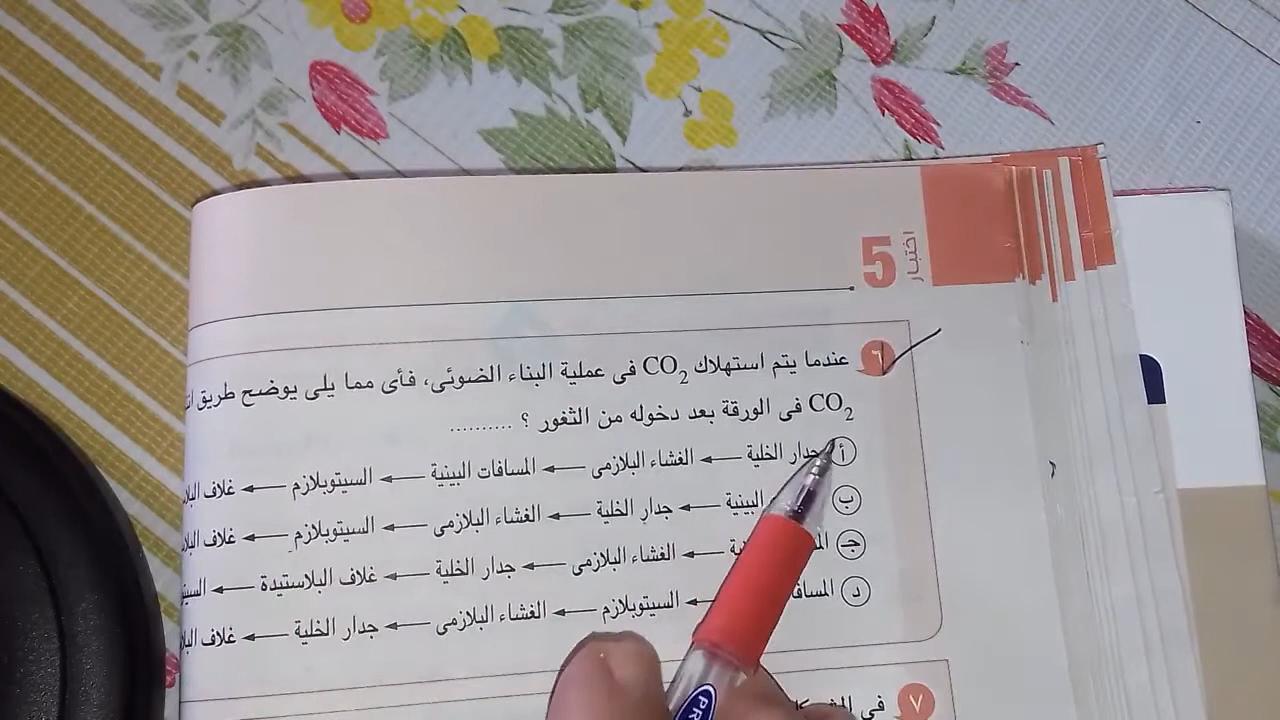 اختبار 5
٦ عندما يتم استهلاك CO2 فى عملية البناء الضوئى، فأى مما يلى يوضح طريق
CO2 فى الورقة بعد دخوله من الثغور ؟ ..........
أ جدار الخلية ← الغشاء البلازمى ← المسافات البينية ← السيتوبلازم ← غلاف
ب البينية ← جدار الخلية ← الغشاء البلازمى ← السيتوبلازم ← غلاف
جـ ← الغشاء البلازمى ← جدار الخلية ← غلاف البلاستيدة ←
د ← السيتوبلازم ← الغشاء البلازمى ← جدار الخلية ← غلاف
٧ فى